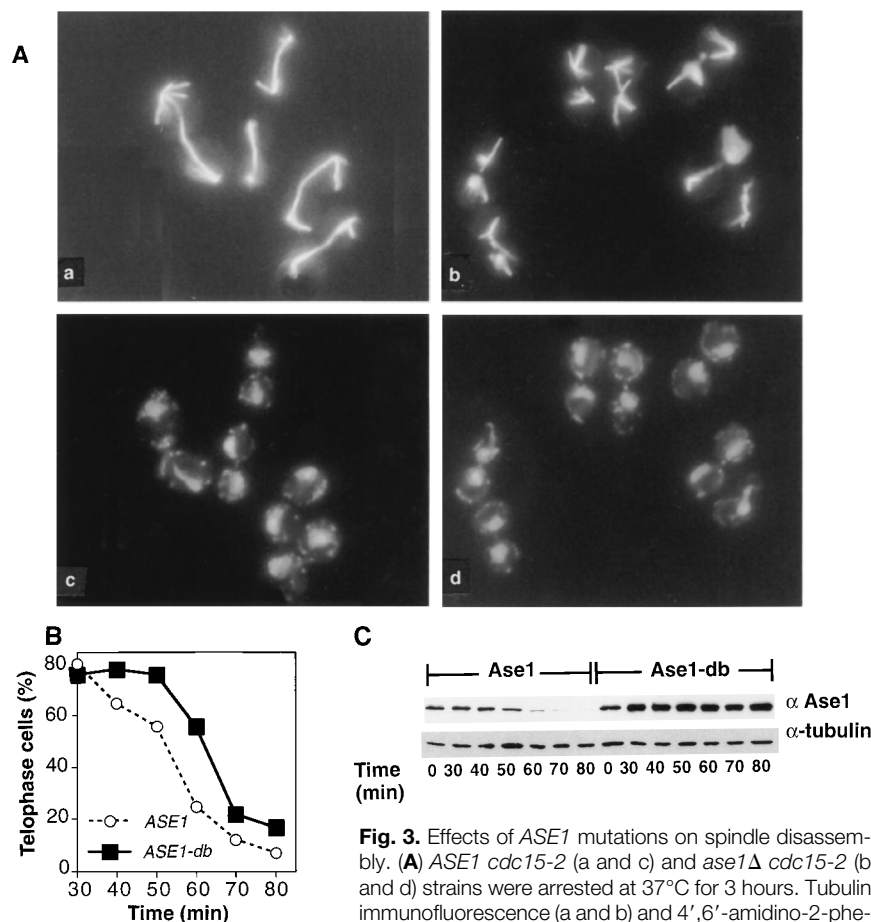 A
a
b
c
d
B
Telophase cells (%)
80
60
40
20
0
ASE1
ASE1-db
30 40 50 60 70 80
Time (min)
C
Ase1 Ase1-db
α Ase1
α-tubulin
Time 0 30 40 50 60 70 80 0 30 40 50 60 70 80
(min)
Fig. 3. Effects of ASE1 mutations on spindle disassem-
bly. (A) ASE1 cdc15-2 (a and c) and ase1Δ cdc15-2 (b
and d) strains were arrested at 37°C for 3 hours. Tubulin
immunofluorescence (a and b) and 4′,6′-amidino-2-phe-